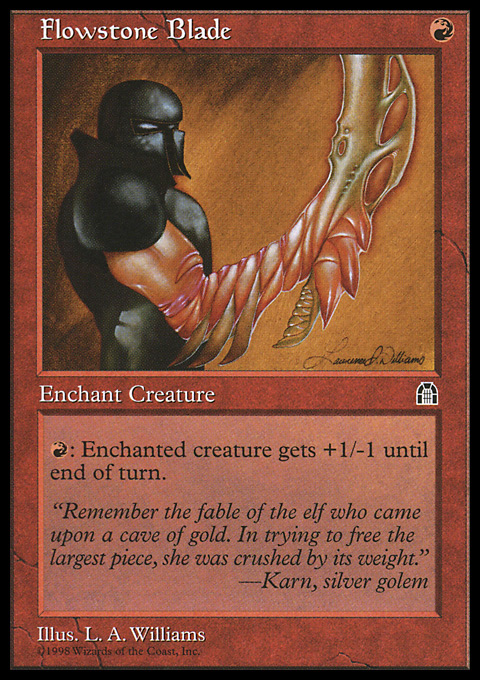 Flowstone Blade
Lawrence A. Williams
Enchant Creature
: Enchanted creature gets +1/-1 until
end of turn.
“Remember the fable of the elf who came
upon a cave of gold. In trying to free the
largest piece, she was crushed by its weight.”
—Karn, silver golem
Illus. L. A. Williams
©1998 Wizards of the Coast, Inc.